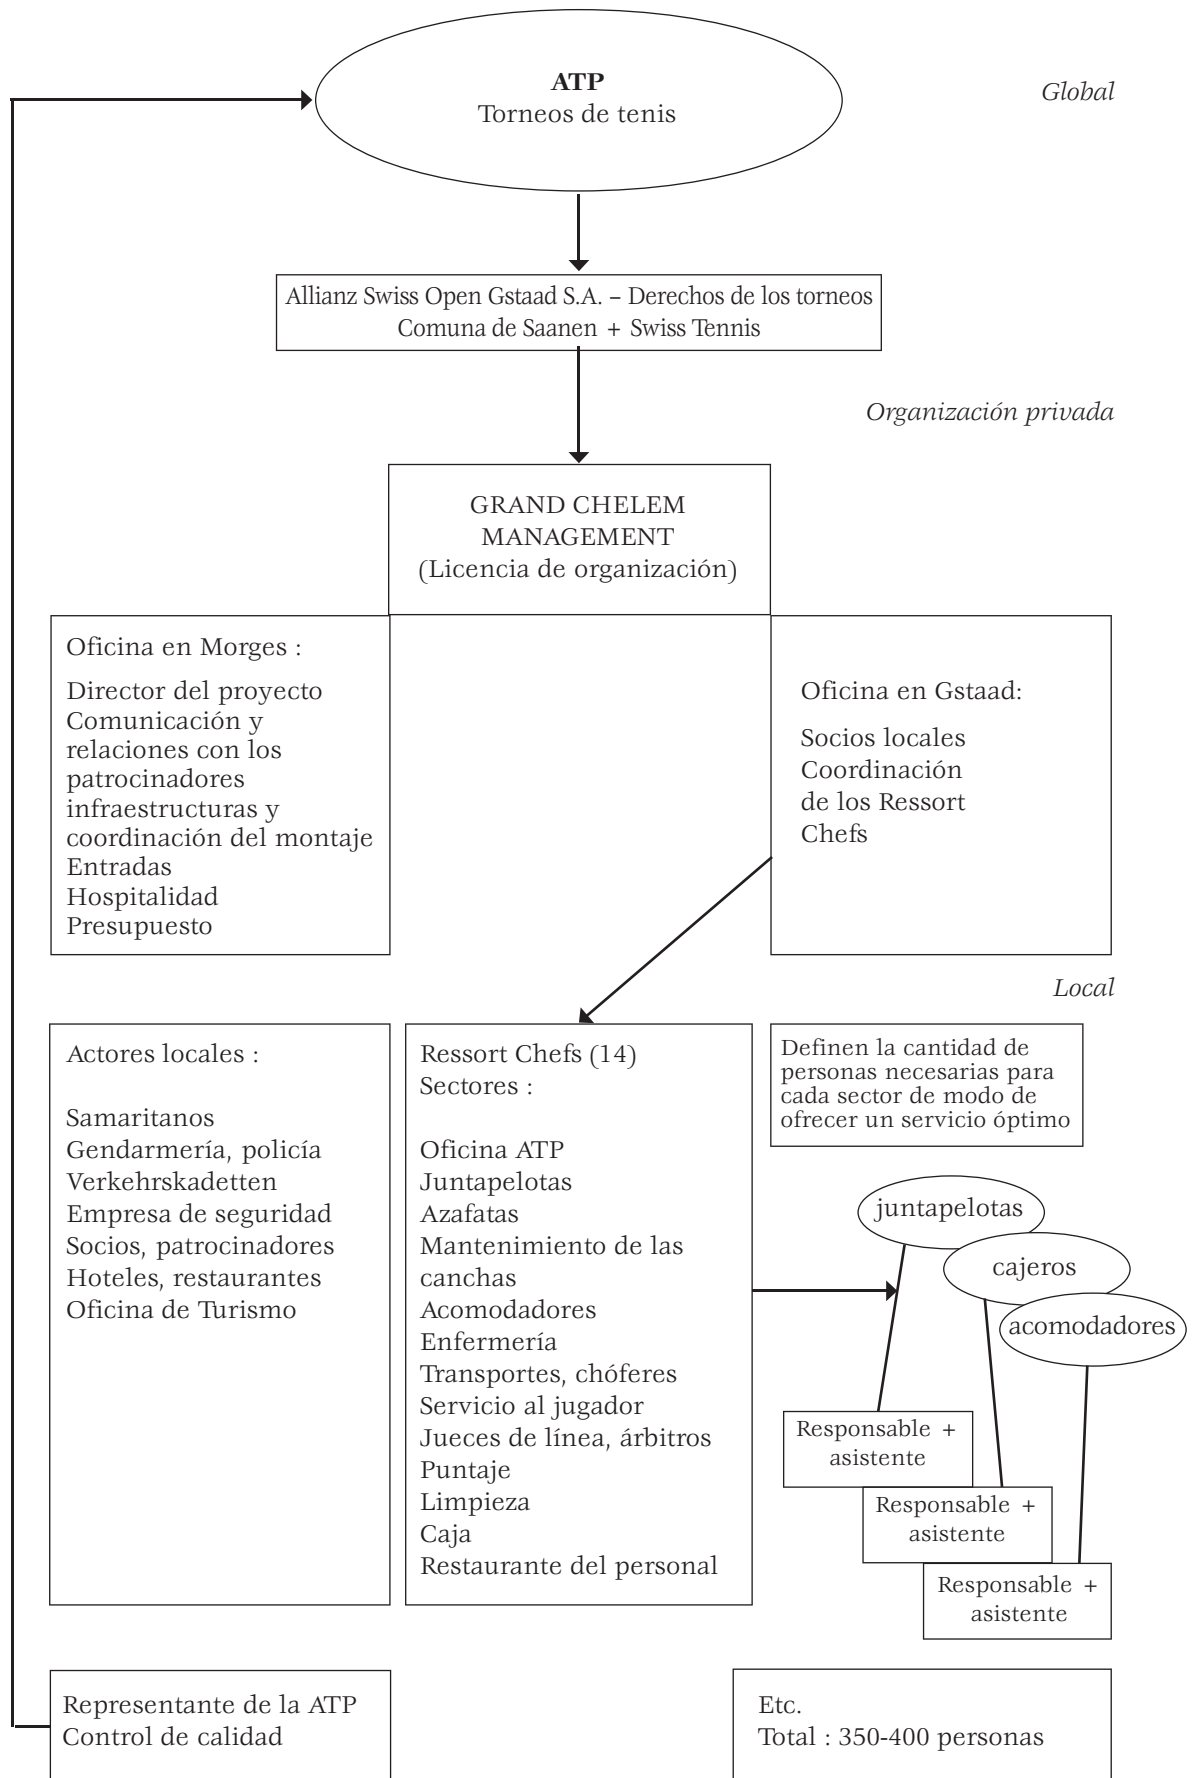 ATP
Torneos de tenis
Global
Allianz Swiss Open Gstaad S.A. – Derechos de los torneos
Comuna de Saanen + Swiss Tennis
Organización privada
GRAND CHELEM
MANAGEMENT
(Licencia de organización)
Oficina en Morges :
Director del proyecto
Comunicación y
relaciones con los
patrocinadores
infraestructuras y
coordinación del montaje
Entradas
Hospitalidad
Presupuesto
Oficina en Gstaad:
Socios locales
Coordinación
de los Ressort
Chefs
Local
Actores locales :
Samaritanos
Gendarmería, policía
Verkehrskadetten
Empresa de seguridad
Socios, patrocinadores
Hoteles, restaurantes
Oficina de Turismo
Ressort Chefs (14)
Sectores :
Oficina ATP
Juntapelotas
Azafatas
Mantenimiento de las
canchas
Acomodadores
Enfermería
Transportes, chóferes
Servicio al jugador
Jueces de línea, árbitros
Puntaje
Limpieza
Caja
Restaurante del personal
Definen la cantidad de
personas necesarias para
cada sector de modo de
ofrecer un servicio óptimo
juntapelotas
cajeros
acomodadores
Responsable +
asistente
Responsable +
asistente
Responsable +
asistente
Representante de la ATP
Control de calidad
Etc.
Total : 350-400 personas